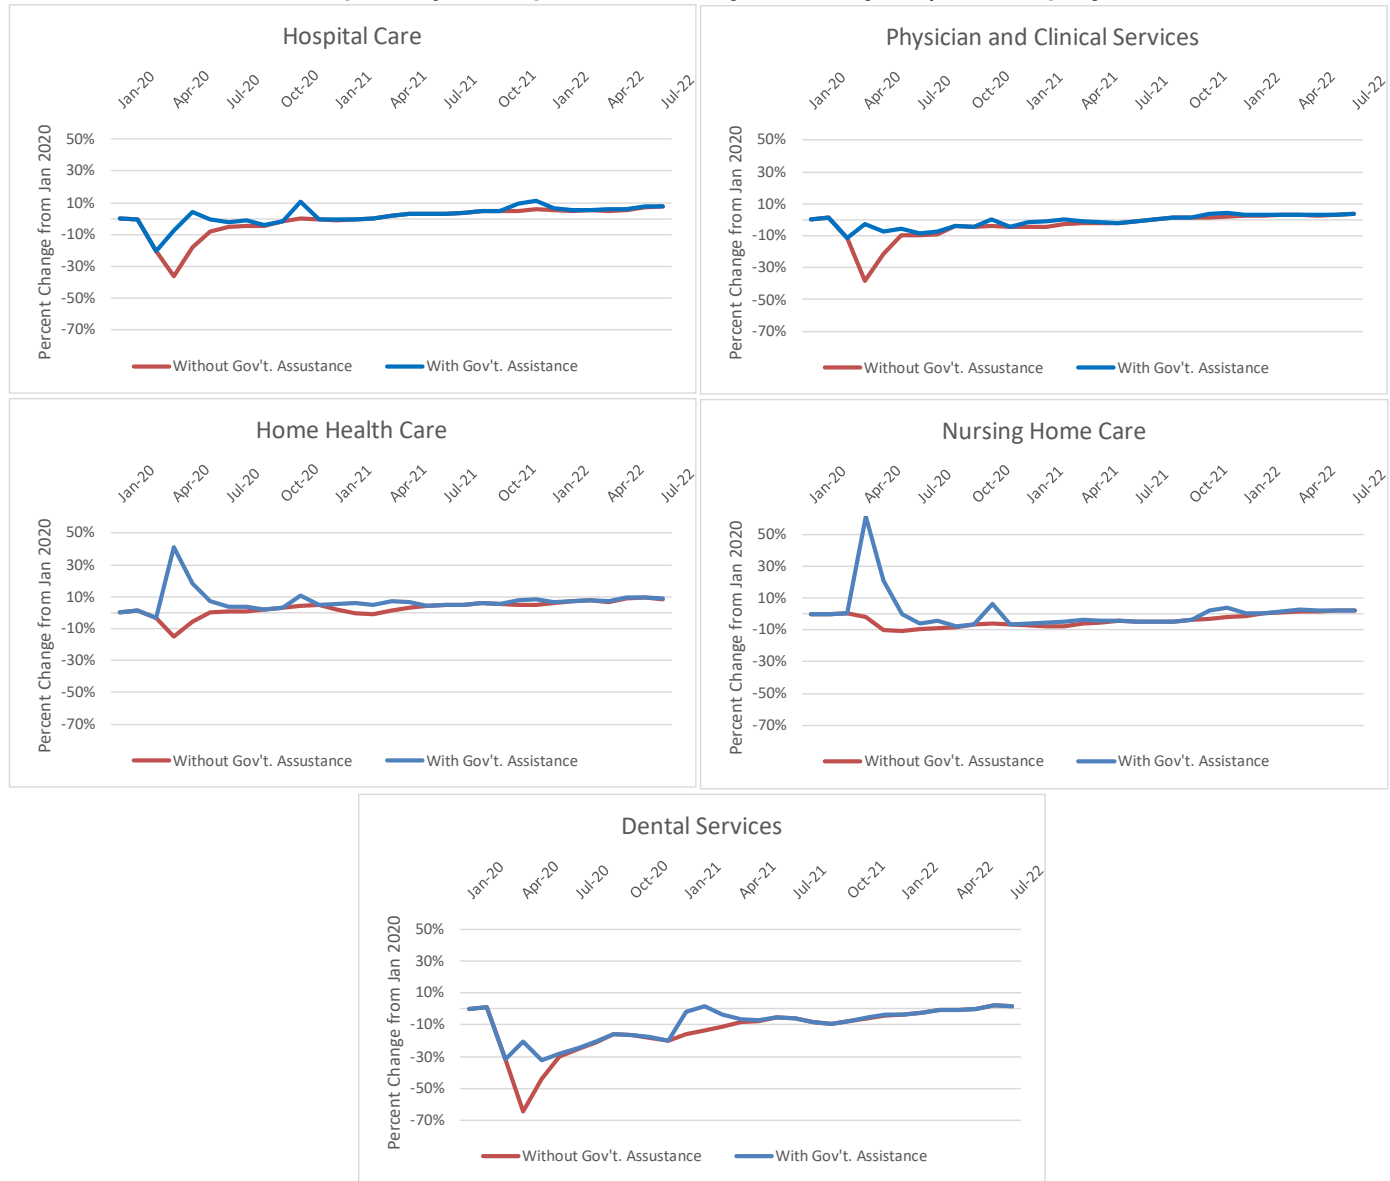 Hospital Care
Jan-20 Apr-20 Jul-20 Oct-20 Jan-21 Apr-21 Jul-21 Oct-21 Jan-22 Apr-22 Jul-22
Percent Change from Jan 2020
50%
30%
10%
-10%
-30%
-50%
-70%
Without Gov't. Assustance With Gov't. Assistance
Physician and Clinical Services
Jan-20 Apr-20 Jul-20 Oct-20 Jan-21 Apr-21 Jul-21 Oct-21 Jan-22 Apr-22 Jul-22
Percent Change from Jan 2020
50%
30%
10%
-10%
-30%
-50%
-70%
Without Gov't. Assustance With Gov't. Assistance
Home Health Care
Jan-20 Apr-20 Jul-20 Oct-20 Jan-21 Apr-21 Jul-21 Oct-21 Jan-22 Apr-22 Jul-22
Percent Change from Jan 2020
50%
30%
10%
-10%
-30%
-50%
-70%
Without Gov't. Assustance With Gov't. Assistance
Nursing Home Care
Jan-20 Apr-20 Jul-20 Oct-20 Jan-21 Apr-21 Jul-21 Oct-21 Jan-22 Apr-22 Jul-22
Percent Change from Jan 2020
50%
30%
10%
-10%
-30%
-50%
-70%
Without Gov't. Assustance With Gov't. Assistance
Dental Services
Jan-20 Apr-20 Jul-20 Oct-20 Jan-21 Apr-21 Jul-21 Oct-21 Jan-22 Apr-22 Jul-22
Percent Change from Jan 2020
50%
30%
10%
-10%
-30%
-50%
-70%
Without Gov't. Assustance With Gov't. Assistance